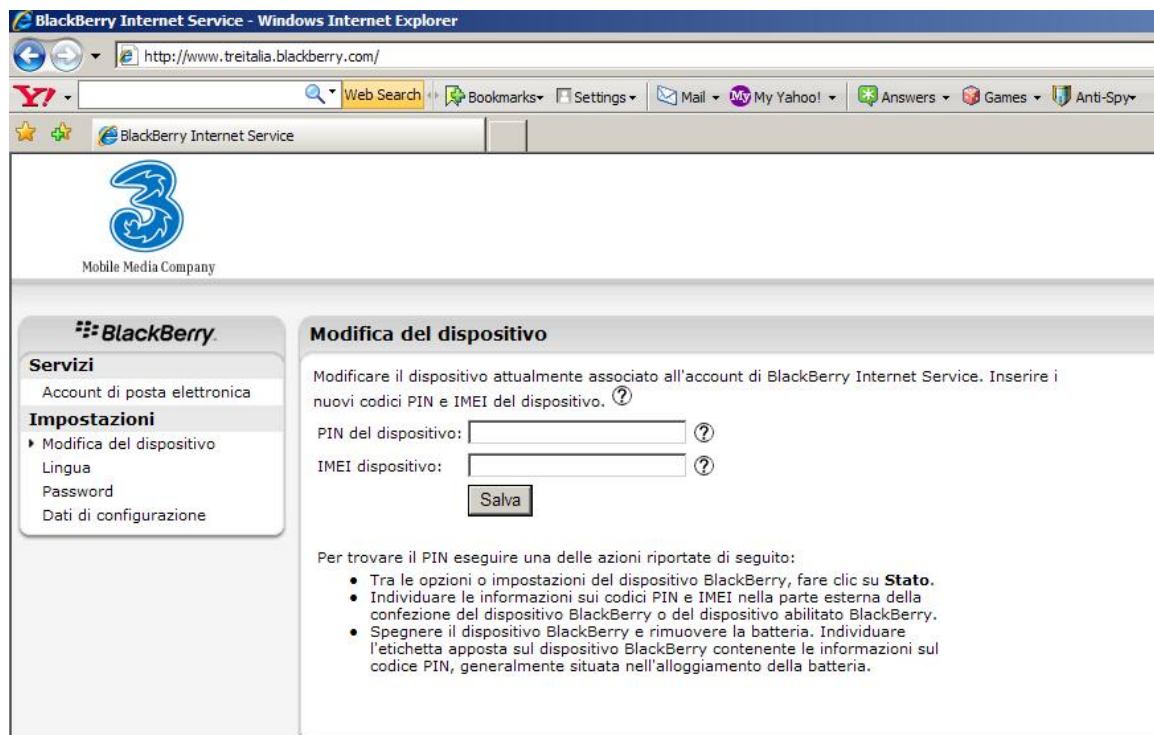 BlackBerry Internet Service - Windows Internet Explorer
http://www.treitalia.blackberry.com/
Y! Web Search Bookmarks Settings Mail My My Yahoo! Answers Games Anti-Spy
BlackBerry Internet Service
3
Mobile Media Company
BlackBerry.
Servizi
Account di posta elettronica
Impostazioni
Modifica del dispositivo
Lingua
Password
Dati di configurazione
Modifica del dispositivo
Modificare il dispositivo attualmente associato all'account di BlackBerry Internet Service. Inserire i
nuovi codici PIN e IMEI del dispositivo. ?
PIN del dispositivo: ?
IMEI dispositivo: ?
Salva
Per trovare il PIN eseguire una delle azioni riportate di seguito:
● Tra le opzioni o impostazioni del dispositivo BlackBerry, fare clic su Stato.
● Individuare le informazioni sui codici PIN e IMEI nella parte esterna della
confezione del dispositivo BlackBerry o del dispositivo abilitato BlackBerry.
● Spegnere il dispositivo BlackBerry e rimuovere la batteria. Individuare
l'etichetta apposta sul dispositivo BlackBerry contenente le informazioni sul
codice PIN, generalmente situata nell'alloggiamento della batteria.